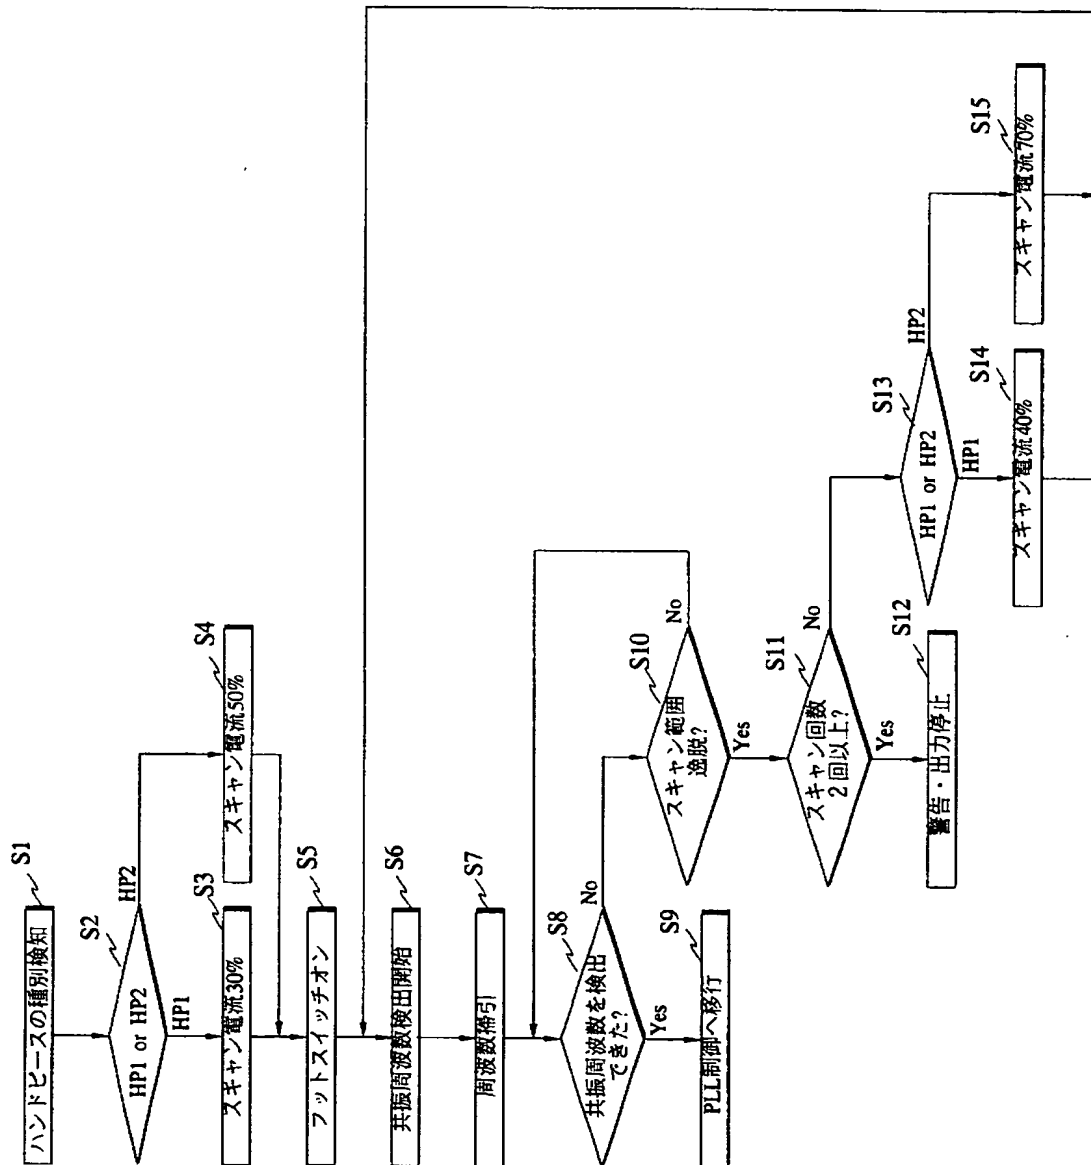 S1
ハンドピースの種別検知
S2
HP1 or HP2
HP2
HP1
S3
スキャン電流30%
S4
スキャン電流50%
S5
フットスイッチオン
S6
共振周波数検出開始
S7
周波数掃引
S8
共振周波数を検出
できた?
No
Yes
S9
PLL制御へ移行
S10
スキャン範囲
逸脱?
No
Yes
S11
スキャン回数
2回以上?
No
Yes
S12
警告・出力停止
S13
HP1 or HP2
HP2
HP1
S14
スキャン電流40%
S15
スキャン電流70%